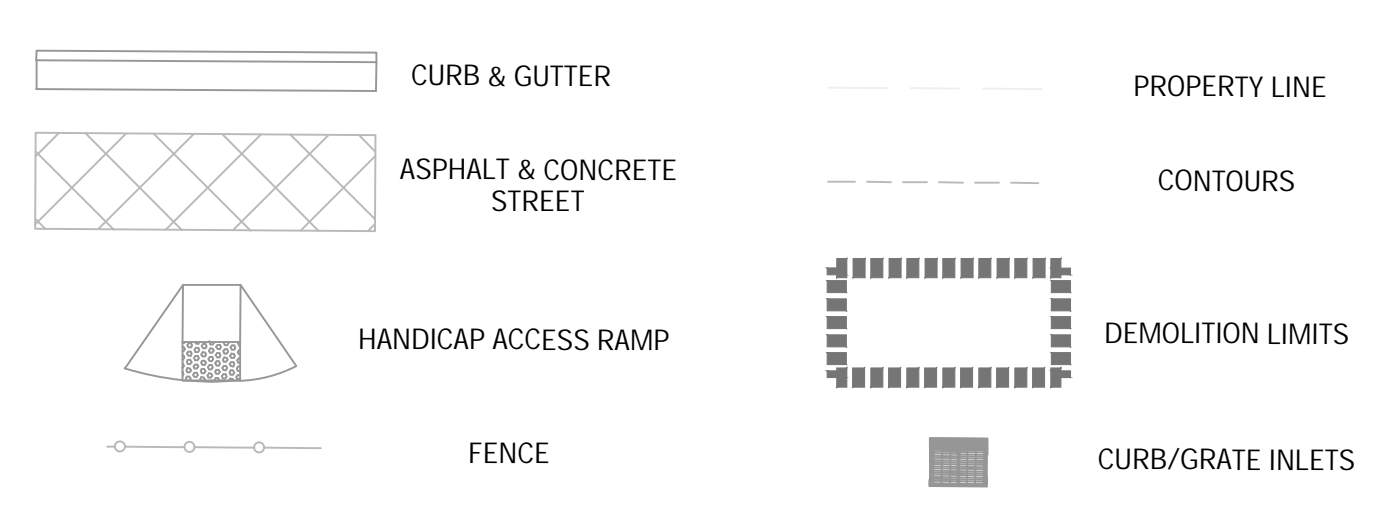 CURB & GUTTER
ASPHALT & CONCRETE
STREET
HANDICAP ACCESS RAMP
FENCE
PROPERTY LINE
CONTOURS
DEMOLITION LIMITS
CURB/GRATE INLETS